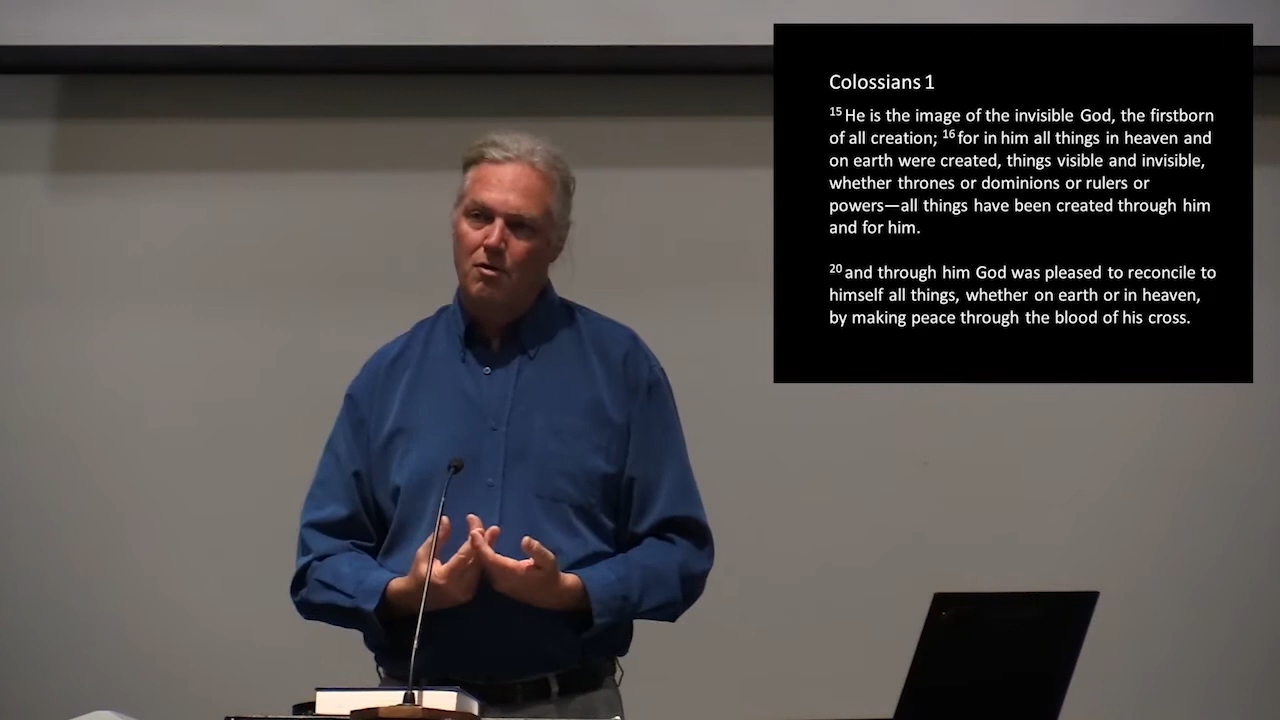 Colossians 1
15 He is the image of the invisible God, the firstborn
of all creation; 16 for in him all things in heaven and
on earth were created, things visible and invisible,
whether thrones or dominions or rulers or
powers—all things have been created through him
and for him.
20 and through him God was pleased to reconcile to
himself all things, whether on earth or in heaven,
by making peace through the blood of his cross.